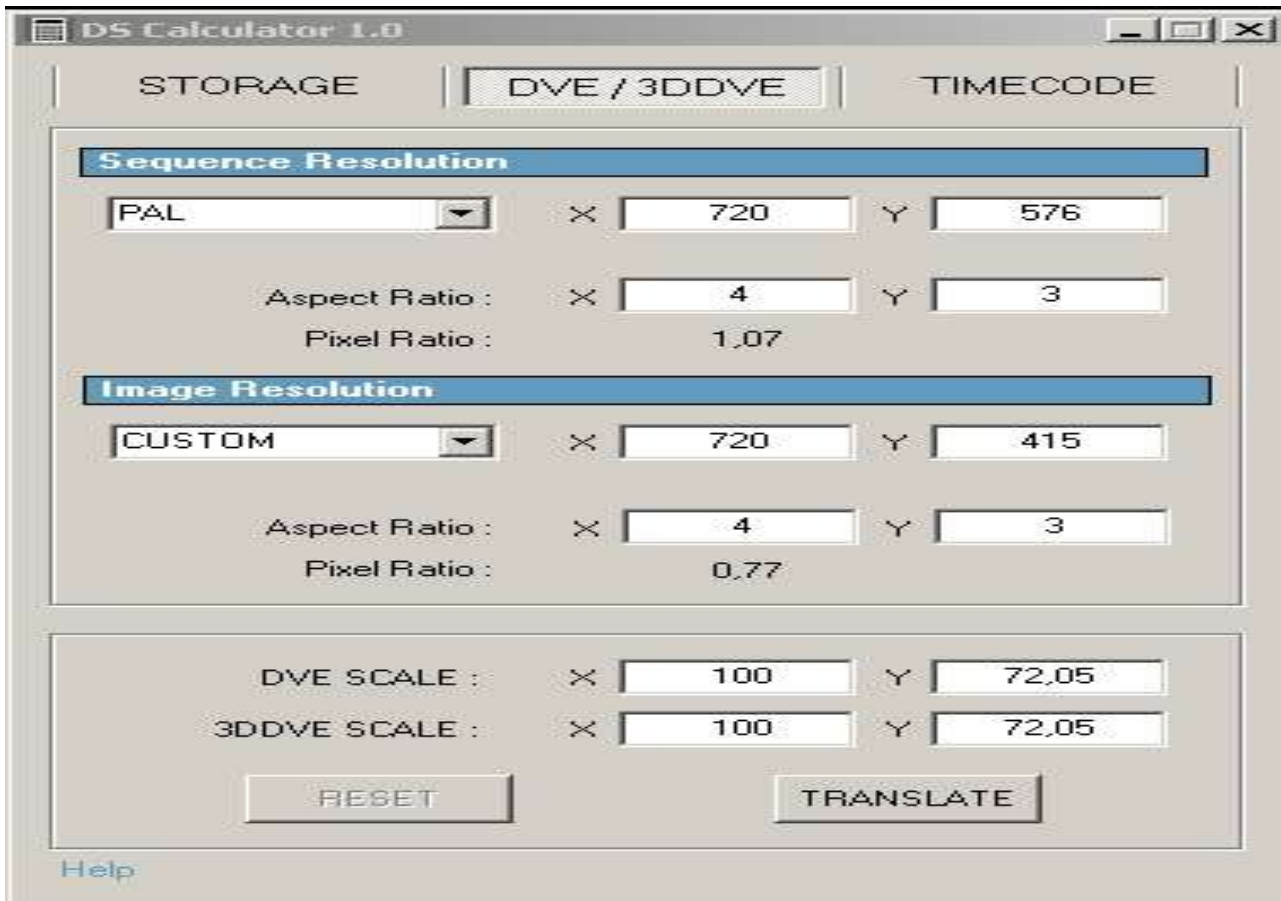 DS Calculator 1.0
STORAGE DVE / 3DDVE TIMECODE
Sequence Resolution
PAL X 720 Y 576
Aspect Ratio : X 4 Y 3
Pixel Ratio : 1,07
Image Resolution
CUSTOM X 720 Y 415
Aspect Ratio : X 4 Y 3
Pixel Ratio : 0,77
DVE SCALE : X 100 Y 72,05
3DDVE SCALE : X 100 Y 72,05
RESET TRANSLATE
Help